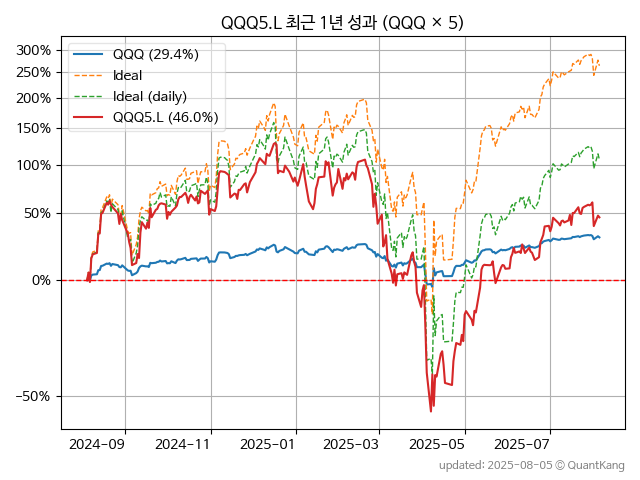 QQQ5.L 최근 1년 성과 (QQQ × 5)
QQQ (29.4%)
Ideal
Ideal (daily)
QQQ5.L (46.0%)
300%
250%
200%
150%
100%
50%
0%
−50%
2024−09
2024−11
2025−01
2025−03
2025−05
2025−07
updated: 2025-08-05 ⓒ QuantKang